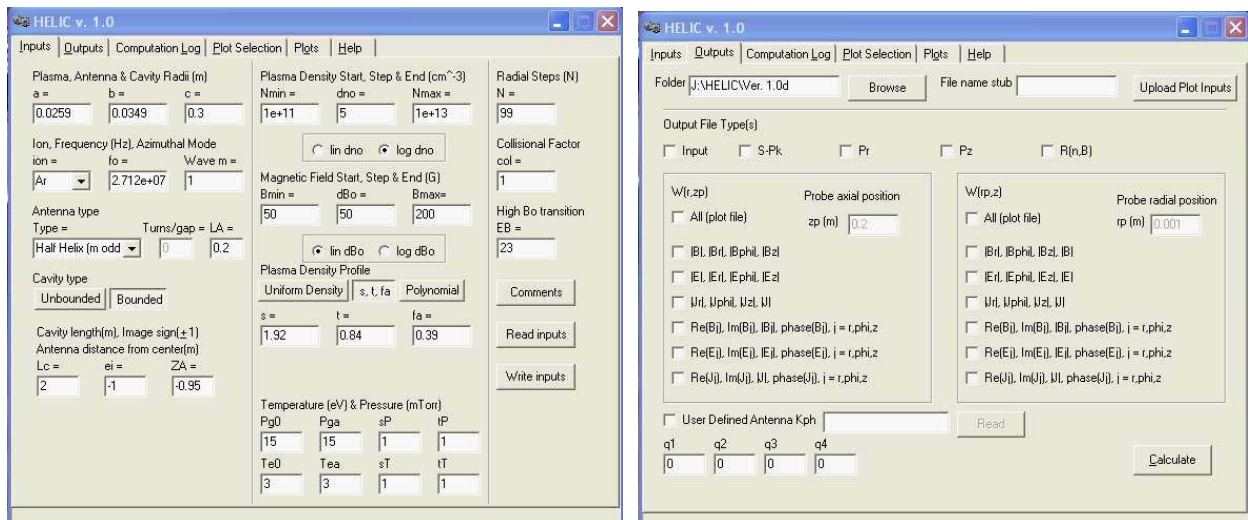 HELIC v. 1.0
Inputs Outputs Computation Log Plot Selection Plots Help
Plasma, Antenna & Cavity Radii (m)
a = b = c =
0.0259 0.0349 0.3
Ion, Frequency (Hz), Azimuthal Mode
ion = fo = Wave m =
Ar 2.712e+07 1
Antenna type
Type = Turns/gap = LA =
Half Helix (m odd 0 0.2
Cavity type
Unbounded Bounded
Cavity length(m), Image sign(±1)
Antenna distance from center(m)
Lc = ei = ZA =
2 -1 -0.95
Plasma Density Start, Step & End (cm^-3)
Nmin = dno = Nmax =
1e+11 5 1e+13
lin dno log dno
Magnetic Field Start, Step & End (G)
Bmin = dBo = Bmax=
50 50 200
lin dBo log dBo
Plasma Density Profile
Uniform Density s, t, fa Polynomial
s = t = fa =
1.92 0.84 0.39
Temperature (eV) & Pressure (mTorr)
Pg0 Pga sP tP
15 15 1 1
Te0 Tea sT tT
3 3 1 1
Radial Steps (N)
N =
99
Collisional Factor
col =
1
High Bo transition
EB =
23
Comments
Read inputs
Write inputs
HELIC v. 1.0
Inputs Outputs Computation Log Plot Selection Plots Help
Folder J:\HELIC\Ver. 1.0d Browse File name stub Upload Plot Inputs
Output File Type(s)
Input S-Pk Pr Pz R(n,B)
W(r,zp)
Probe axial position
All (plot file) zp (m) 0.2
|B|, |Br|, |Bphi|, |Bz|
|E|, |Er|, |Ephi|, |Ez|
|Jr|, |Jphi|, |Jz|, |J|
Re(Bj), Im(Bj), |Bj|, phase(Bj), j = r,phi,z
Re(Ej), Im(Ej), |Ej|, phase(Ej), j = r,phi,z
Re(Jj), Im(Jj), |J|, phase(Jj), j = r,phi,z
W(rp,z)
Probe radial position
All (plot file) rp (m) 0.001
|Br|, |Bphi|, |Bz|, |B|
|Er|, |Ephi|, |Ez|, |E|
|Jr|, |Jphi|, |Jz|, |J|
Re(Bj), Im(Bj), |Bj|, phase(Bj), j = r,phi,z
Re(Ej), Im(Ej), |Ej|, phase(Ej), j = r,phi,z
Re(Jj), Im(Jj), |J|, phase(Jj), j = r,phi,z
User Defined Antenna Kph Read
q1 q2 q3 q4
0 0 0 0
Calculate